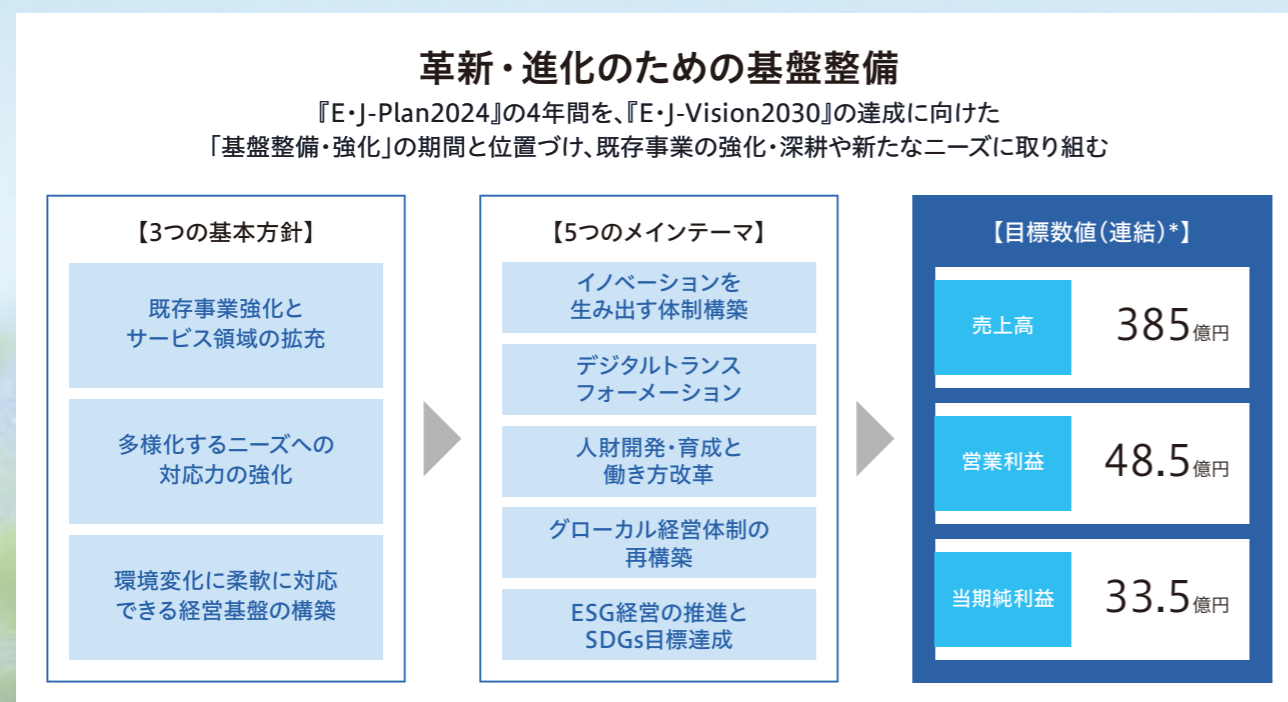 革新・進化のための基盤整備
『E・J-Plan2024』の4年間を、『E・J-Vision2030』の達成に向けた
「基盤整備・強化」の期間と位置づけ、既存事業の強化・深耕や新たなニーズに取り組む
【3つの基本方針】
既存事業強化と
サービス領域の拡充
多様化するニーズへの
対応力の強化
環境変化に柔軟に対応
できる経営基盤の構築
【5つのメインテーマ】
イノベーションを
生み出す体制構築
デジタルトランス
フォーメーション
人財開発・育成と
働き方改革
グローカル経営体制の
再構築
ESG経営の推進と
SDGs目標達成
【目標数値(連結)*】
売上高 385億円
営業利益 48.5億円
当期純利益 33.5億円